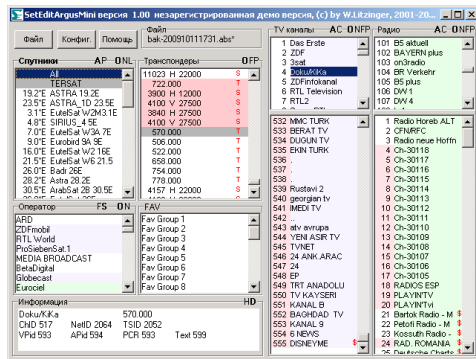 SetEditArgusMini версия 1.00 незарегистрированная демо версия, (c) by W.Litzinger, 2001-20...
Файл
Конфиг.
Помощь
Файл
bak-200910111731.abs*
Спутники
AP ONL
All
TERSAT
19.2°E ASTRA 19.2E
23.5°E ASTRA_1D 23.5E
3.1°E EutelSat W2M3.1E
4.8°E SIRIUS_4 5E
7.0°E EutelSat W3A 7E
9.0°E Eurobird 9A 9E
16.0°E EutelSat W2 16E
21.5°E EutelSat W6 21.5
26.0°E Badr 26E
28.2°E Astra 28.2E
30.5°E ArabSat 2B 30.5E
Транспондеры
OFP
11023 H 22000 S
722.000 T
3900 H 12000 S
4100 V 27500 S
3840 H 27500 S
4100 V 27500 S
570.000 T
506.000 T
522.000 T
658.000 T
754.000 T
778.000 T
4157 H 22000 S
Оператор
FS ON
ARD
ZDFmobil
RTL World
ProSiebenSat.1
MEDIA BROADCAST
BetaDigital
Globecast
Eurociel
FAV
Fav Group 1
Fav Group 2
Fav Group 3
Fav Group 4
Fav Group 5
Fav Group 6
Fav Group 7
Fav Group 8
Информация
HD
Doku/KiKa 570.000
ChID 517 NetID 2064 TSID 2052
VPid 593 APid 594 PCR 593 Text 599
TV каналы
AC ONFP
1 Das Erste
2 ZDF
3 3sat
4 Doku/KiKa
5 ZDFinfokanal
6 RTL Television
7 RTL2
532 MMC TURK
533 BERAT TV
534 DUGUN TV
535 EKIN TURK
536 .
537 .
538 .
539 Rustavi 2
540 georgian tv
541 IMEDI TV
542 ..
543 atv avrupa
544 YENI ASIR TV
545 TVNET
546 24 ANK.ARAC
547 24
548 EP
549 TRT ANADOLU
550 TV KAYSERI
551 KANAL B
552 BAGHDAD TV
553 KANAL 9
554 6 NEWS
555 DISNEYME $
Радио
AC ONFP
101 B5 aktuell
102 BAYERN plus
103 on3radio
104 BR Verkehr
105 B5 plus
106 DW 1
107 DW 4
1 Radio Horeb ALT
2 CFN/RFC
3 Radio neue Hoffn
4 Ch-30118
5 Ch-30117
6 Ch-30116
7 Ch-30115
8 Ch-30114
9 Ch-30113
10 Ch-30112
11 Ch-30111
12 Ch-30110
13 Ch-30109
14 Ch-30108
15 Ch-30107
16 Ch-30106
17 Ch-30105
18 RADIOS ESP
19 PLAYINTV
20 PLAYINTVi
21 Bartok Radio - M $
22 Petofi Radio - M $
23 Kossuth Radio - $
24 RAD. ROMANIA $
25 Deutsche Charts $